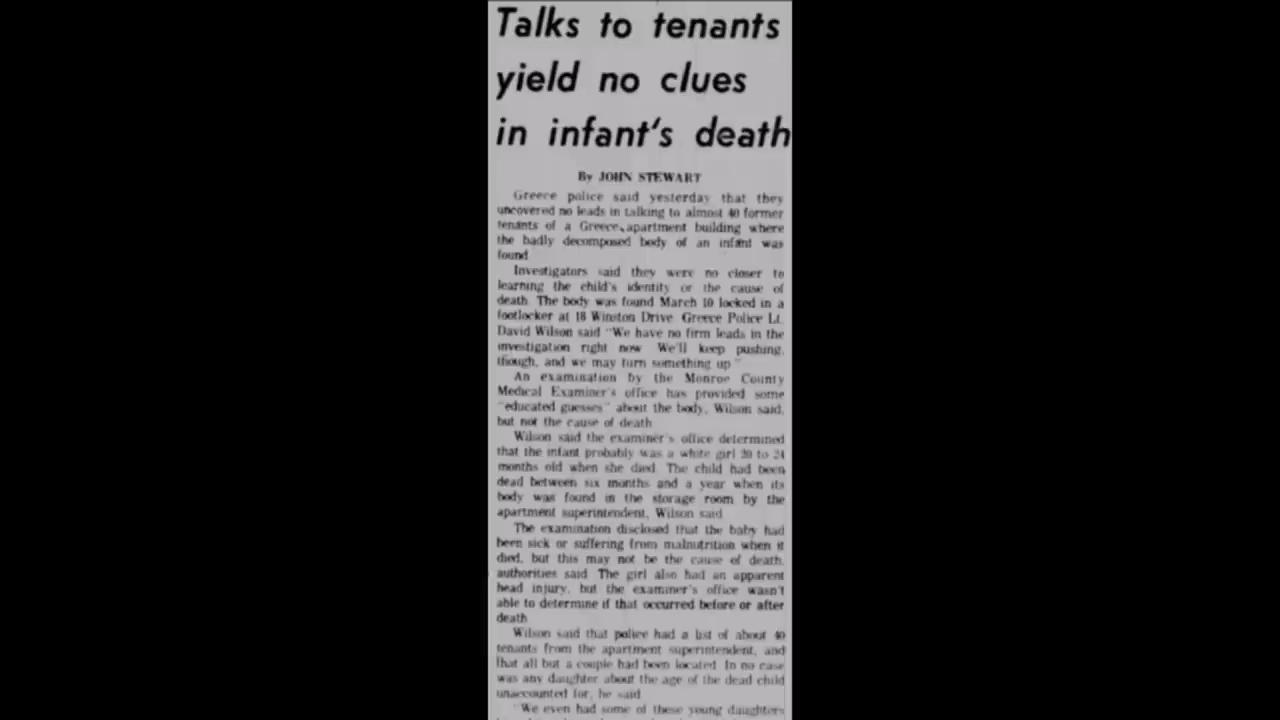 Talks to tenants
yield no clues
in infant's death
By JOHN STEWART
Greece police said yesterday that they
uncovered no leads in talking to almost 40 former
tenants of a Greece apartment building where
the badly decomposed body of an infant was
found
Investigators said they were no closer to
learning the child's identity or the cause of
death. The body was found March 10 locked in a
footlocker at 18 Winston Drive. Greece Police Lt.
David Wilson said "We have no firm leads in the
investigation right now. We'll keep pushing,
though, and we may turn something up"
An examination by the Monroe County
Medical Examiner's office has provided some
"educated guesses" about the body, Wilson said,
but not the cause of death
Wilson said the examiner's office determined
that the infant probably was a white girl 20 to 24
months old when she died. The child had been
dead between six months and a year when its
body was found in the storage room by the
apartment superintendent, Wilson said
The examination disclosed that the baby had
been sick or suffering from malnutrition when it
died, but this may not be the cause of death,
authorities said. The girl also had an apparent
head injury, but the examiner's office wasn't
able to determine if that occurred before or after
death
Wilson said that police had a list of about 40
tenants from the apartment superintendent, and
that all but a couple had been located. In no case
was any daughter about the age of the dead child
unaccounted for, he said
"We even had some of these young daughters